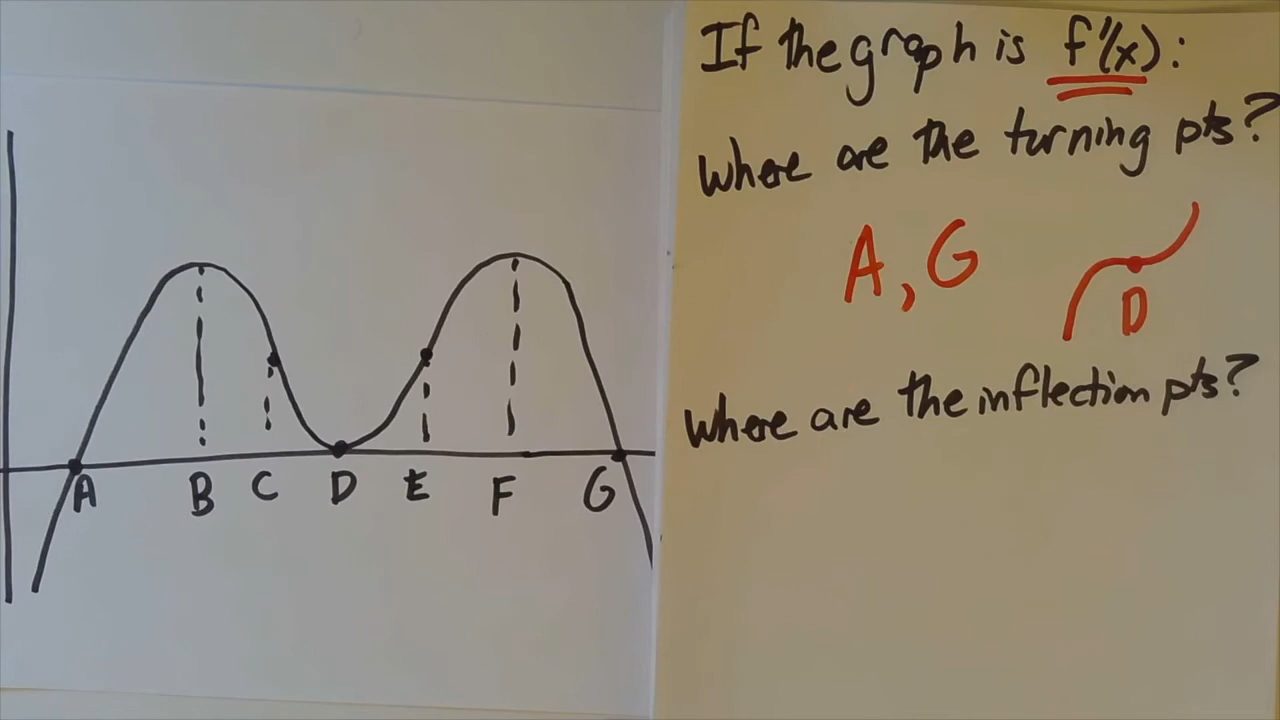 If the graph is f'(x):
Where are the turning pts?
A, G
D
Where are the inflection pts?
A B C D E F G